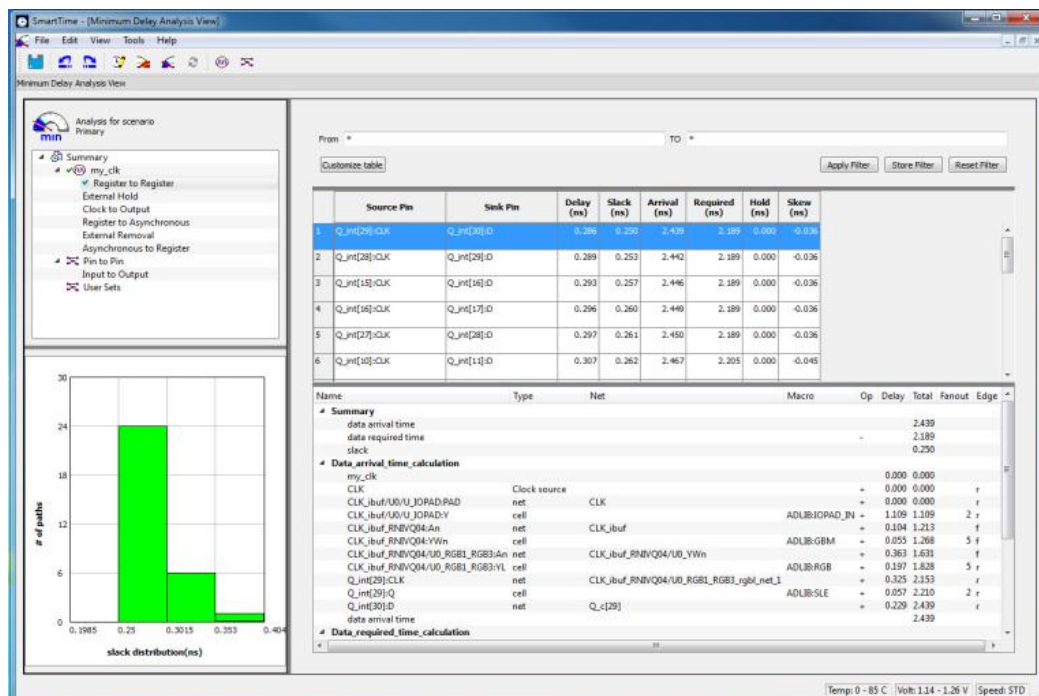 SmartTime - [Minimum Delay Analysis View]
File Edit View Tools Help
Minimum Delay Analysis View
min
Analysis for scenario
Primary
Summary
my_clk
Register to Register
External Hold
Clock to Output
Register to Asynchronous
External Removal
Asynchronous to Register
Pin to Pin
Input to Output
User Sets
From * TO *
Customize table Apply Filter Store Filter Reset Filter
Source Pin Sink Pin Delay (ns) Slack (ns) Arrival (ns) Required (ns) Hold (ns) Skew (ns)
1 Q_int[29]:CLK Q_int[30]:D 0.286 0.250 2.439 2.189 0.000 -0.036
2 Q_int[28]:CLK Q_int[29]:D 0.289 0.253 2.442 2.189 0.000 -0.036
3 Q_int[15]:CLK Q_int[16]:D 0.293 0.257 2.446 2.189 0.000 -0.036
4 Q_int[16]:CLK Q_int[17]:D 0.296 0.260 2.449 2.189 0.000 -0.036
5 Q_int[27]:CLK Q_int[28]:D 0.297 0.261 2.450 2.189 0.000 -0.036
6 Q_int[10]:CLK Q_int[11]:D 0.307 0.262 2.467 2.205 0.000 -0.045
30
24
18
12
6
0
# of paths
0.1985 0.25 0.3015 0.353 0.404
slack distribution(ns)
Name Type Net Macro Op Delay Total Fanout Edge
Summary
data arrival time 2.439
data required time - 2.189
slack 0.250
Data_arrival_time_calculation
my_clk 0.000 0.000
CLK Clock source + 0.000 0.000 r
CLK_ibuf/U0/U_IOPAD:PAD net CLK + 0.000 0.000 r
CLK_ibuf/U0/U_IOPAD:Y cell ADLIB:IOPAD_IN + 1.109 1.109 2 r
CLK_ibuf_RNIVQ04:An net CLK_ibuf + 0.104 1.213 f
CLK_ibuf_RNIVQ04:YWn cell ADLIB:GBM + 0.055 1.268 5 f
CLK_ibuf_RNIVQ04/U0_RGB1_RGB3:An net CLK_ibuf_RNIVQ04/U0_YWn + 0.363 1.631 f
CLK_ibuf_RNIVQ04/U0_RGB1_RGB3:YL cell ADLIB:RGB + 0.197 1.828 5 r
Q_int[29]:CLK net CLK_ibuf_RNIVQ04/U0_RGB1_RGB3_rgbl_net_1 + 0.325 2.153 r
Q_int[29]:Q cell ADLIB:SLE + 0.057 2.210 2 r
Q_int[30]:D net Q_c[29] + 0.229 2.439 r
data arrival time 2.439
Data_required_time_calculation
Temp: 0 - 85 C Volt: 1.14 - 1.26 V Speed: STD